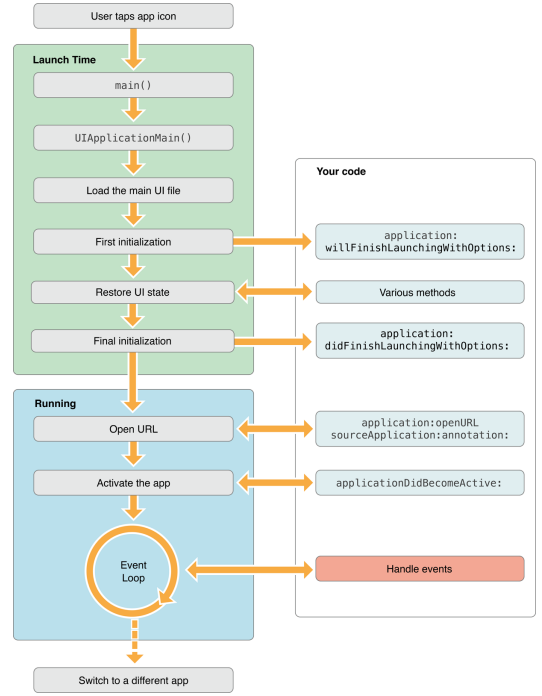 User taps app icon
Launch Time
main()
UIApplicationMain()
Load the main UI file
First initialization
Restore UI state
Final initialization
Your code
application:
willFinishLaunchingWithOptions:
Various methods
application:
didFinishLaunchingWithOptions:
Running
Open URL
application:openURL
sourceApplication:annotation:
Activate the app
applicationDidBecomeActive:
Event
Loop
Handle events
Switch to a different app